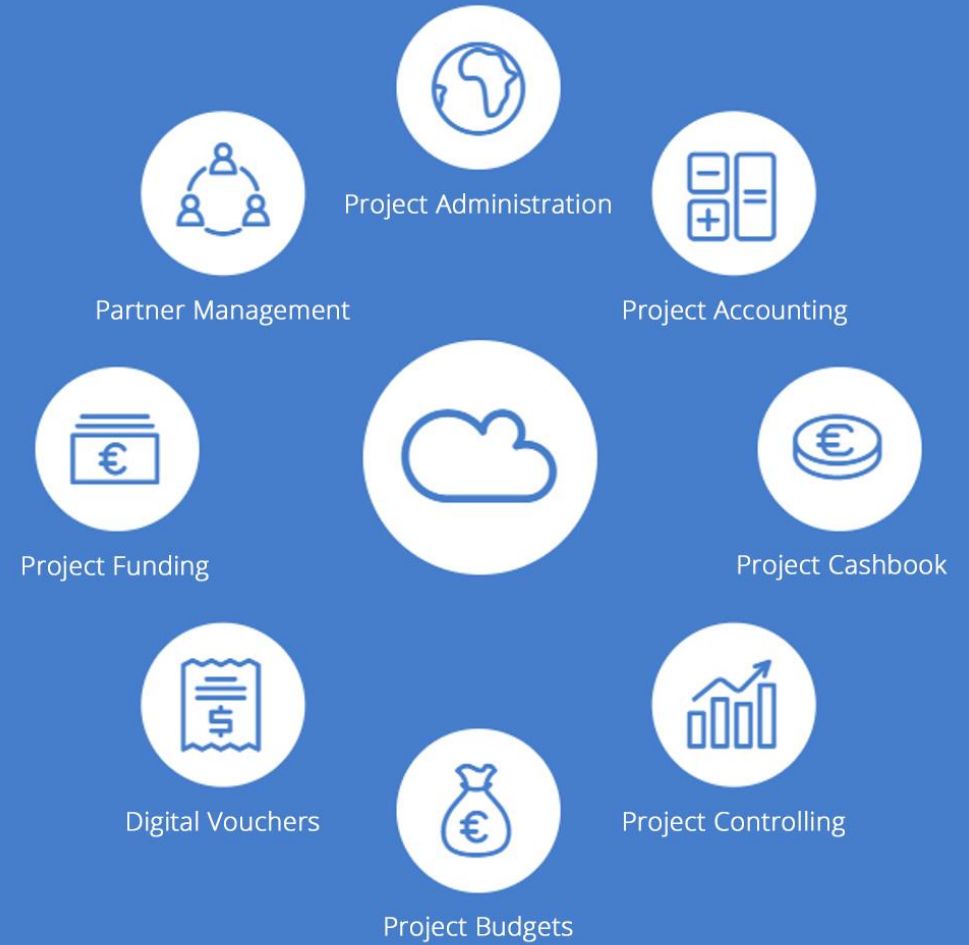 Project Administration
Partner Management
Project Accounting
€
€
Project Funding
Project Cashbook
$
Digital Vouchers
Project Controlling
€
Project Budgets